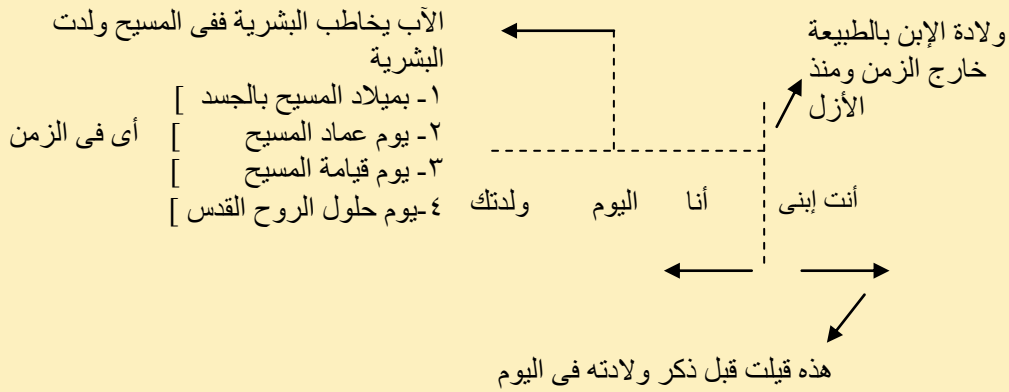 ولادة الإبن بالطبيعة
خارج الزمن ومنذ
الأزل
الآب يخاطب البشرية ففى المسيح ولدت
البشرية
١- بميلاد المسيح بالجسد [
٢- يوم عماد المسيح [ أى فى الزمن
٣- يوم قيامة المسيح [
٤-يوم حلول الروح القدس [
أنت إبنى أنا اليوم ولدتك
هذه قيلت قبل ذكر ولادته فى اليوم